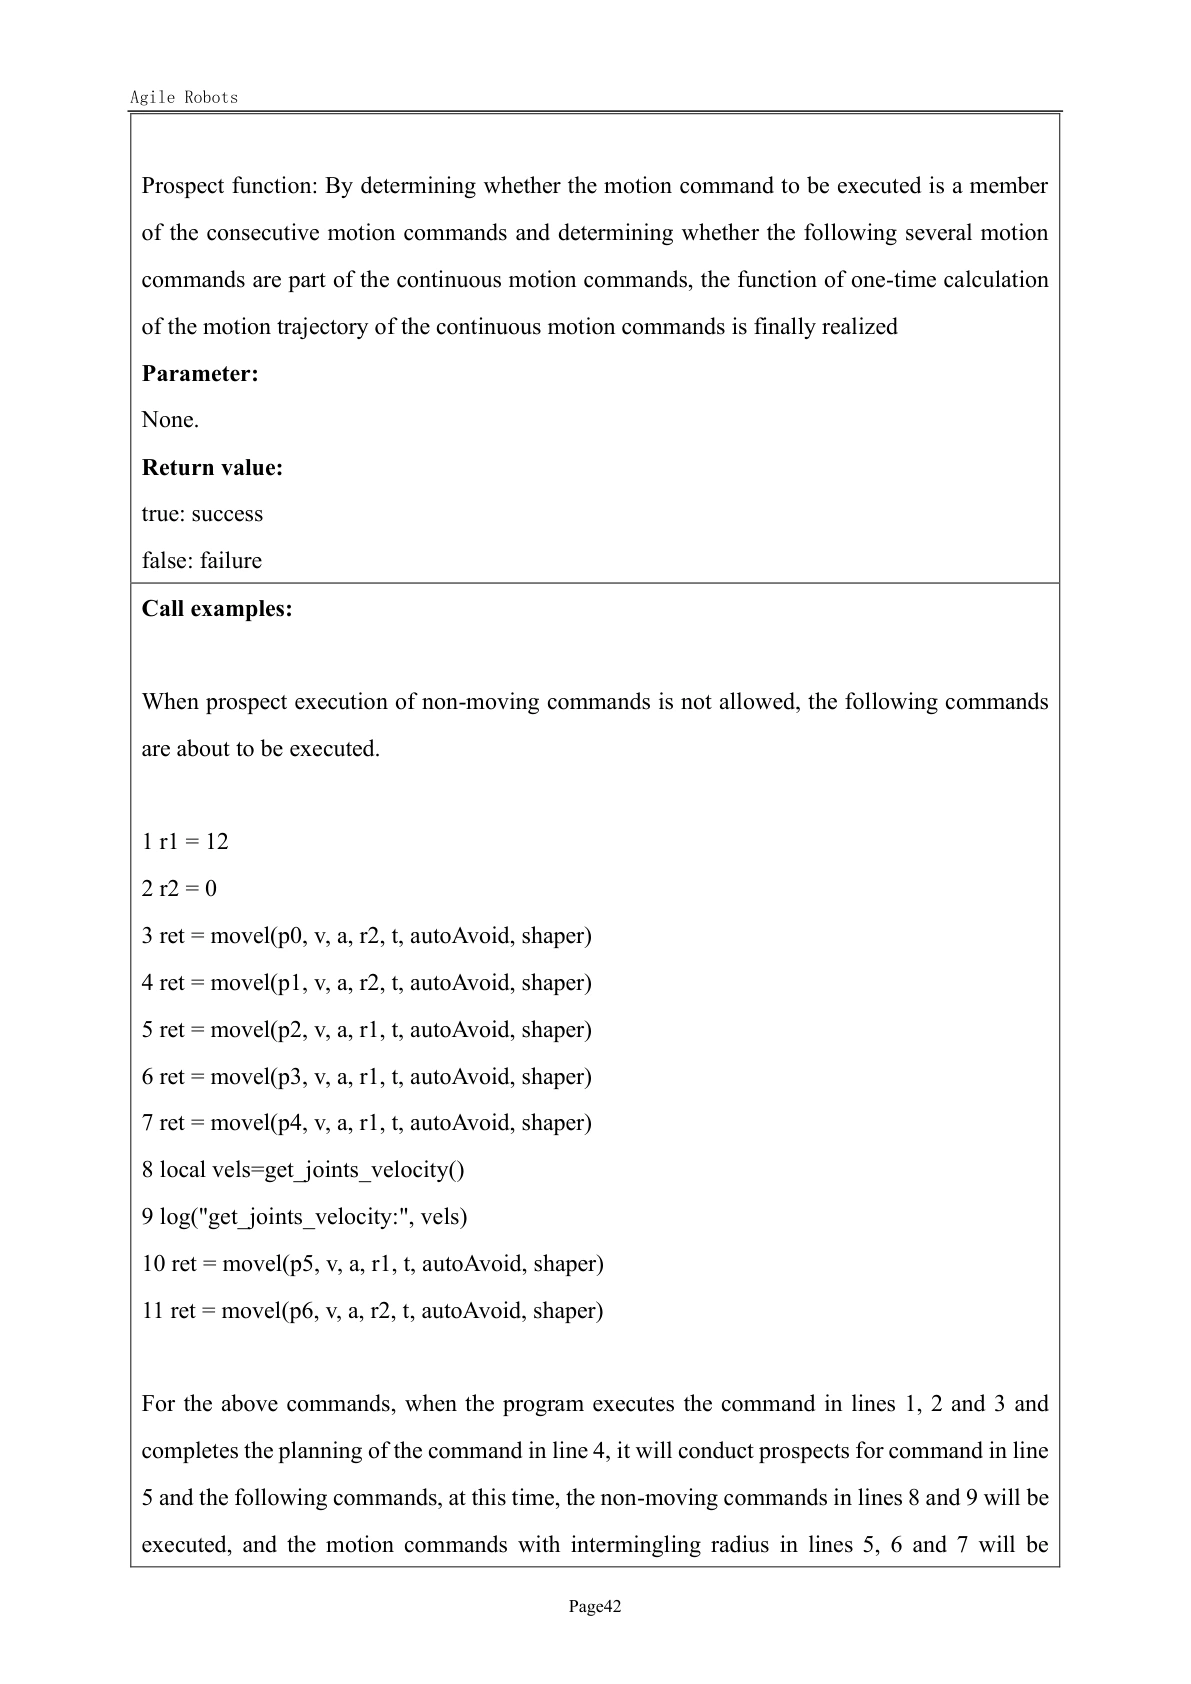 Agile Robots
Prospect function: By determining whether the motion command to be executed is a member
of the consecutive motion commands and determining whether the following several motion
commands are part of the continuous motion commands, the function of one-time calculation
of the motion trajectory of the continuous motion commands is finally realized
Parameter:
None.
Return value:
true: success
false: failure
Call examples:
When prospect execution of non-moving commands is not allowed, the following commands
are about to be executed.
1 r1 = 12
2 r2 = 0
3 ret = movel(p0, v, a, r2, t, autoAvoid, shaper)
4 ret = movel(p1, v, a, r2, t, autoAvoid, shaper)
5 ret = movel(p2, v, a, r1, t, autoAvoid, shaper)
6 ret = movel(p3, v, a, r1, t, autoAvoid, shaper)
7 ret = movel(p4, v, a, r1, t, autoAvoid, shaper)
8 local vels=get_joints_velocity()
9 log("get_joints_velocity:", vels)
10 ret = movel(p5, v, a, r1, t, autoAvoid, shaper)
11 ret = movel(p6, v, a, r2, t, autoAvoid, shaper)
For the above commands, when the program executes the command in lines 1, 2 and 3 and
completes the planning of the command in line 4, it will conduct prospects for command in line
5 and the following commands, at this time, the non-moving commands in lines 8 and 9 will be
executed, and the motion commands with intermingling radius in lines 5, 6 and 7 will be
Page42